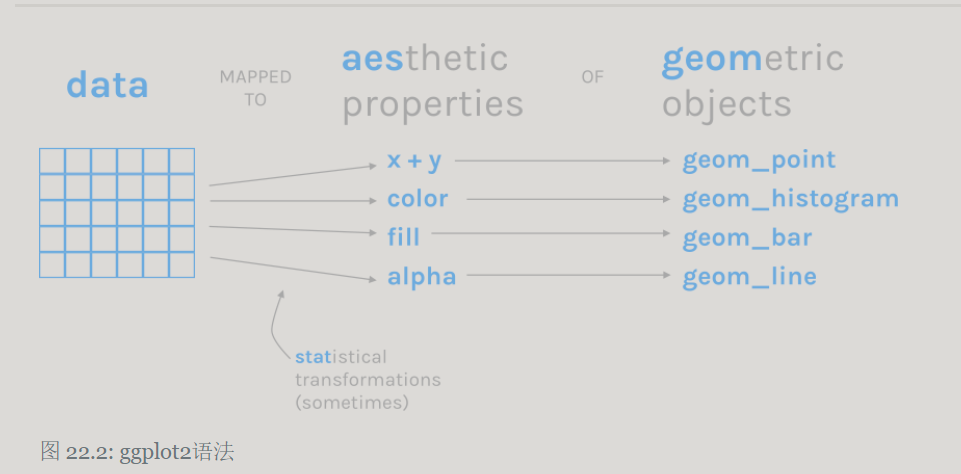 data
MAPPED
TO
aesthetic
properties
OF
geometric
objects
x + y
geom_point
color
geom_histogram
fill
geom_bar
alpha
geom_line
statistical
transformations
(sometimes)
图 22.2: ggplot2语法